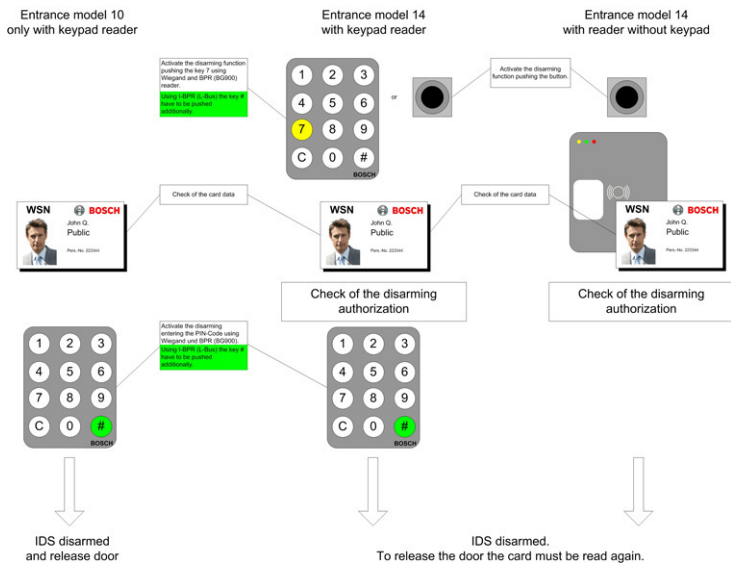 Entrance model 10
only with keypad reader
Entrance model 14
with keypad reader
Entrance model 14
with reader without keypad
Activate the disarming function
pushing the key 7 using
Wiegand and BPR (BG900)
reader.
Using I-BPR (L-Bus) the key #
have to be pushed
additionally.
1 2 3
4 5 6
7 8 9
C 0 #
BOSCH
or
Activate the disarming
function pushing the button.
Check of the card data
Check of the card data
WSN BOSCH
John Q.
Public
Pers. No. 223344
WSN BOSCH
John Q.
Public
Pers. No. 223344
WSN BOSCH
John Q.
Public
Pers. No. 223344
Check of the disarming
authorization
Check of the disarming
authorization
1 2 3
4 5 6
7 8 9
C 0 #
BOSCH
Activate the disarming
entering the PIN-Code using
Wiegand und BPR (BG900).
Using I-BPR (L-Bus) the key #
have to be pushed
additionally.
1 2 3
4 5 6
7 8 9
C 0 #
BOSCH
IDS disarmed
and release door
IDS disarmed.
To release the door the card must be read again.